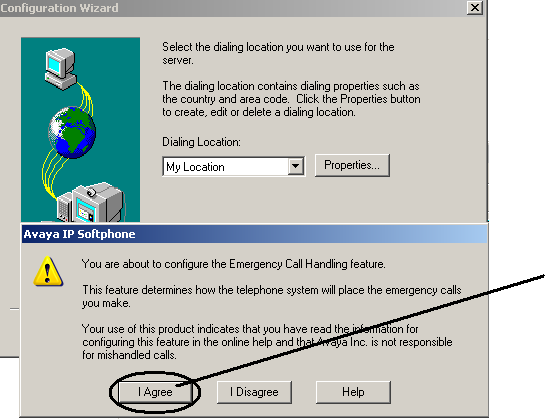 Configuration Wizard
Select the dialing location you want to use for the
server.
The dialing location contains dialing properties such as
the country and area code. Click the Properties button
to create, edit or delete a dialing location.
Dialing Location:
My Location
Properties...
Avaya IP Softphone
You are about to configure the Emergency Call Handling feature.
This feature determines how the telephone system will place the emergency calls
you make.
Your use of this product indicates that you have read the information for
configuring this feature in the online help and that Avaya Inc. is not responsible
for mishandled calls.
I Agree
I Disagree
Help